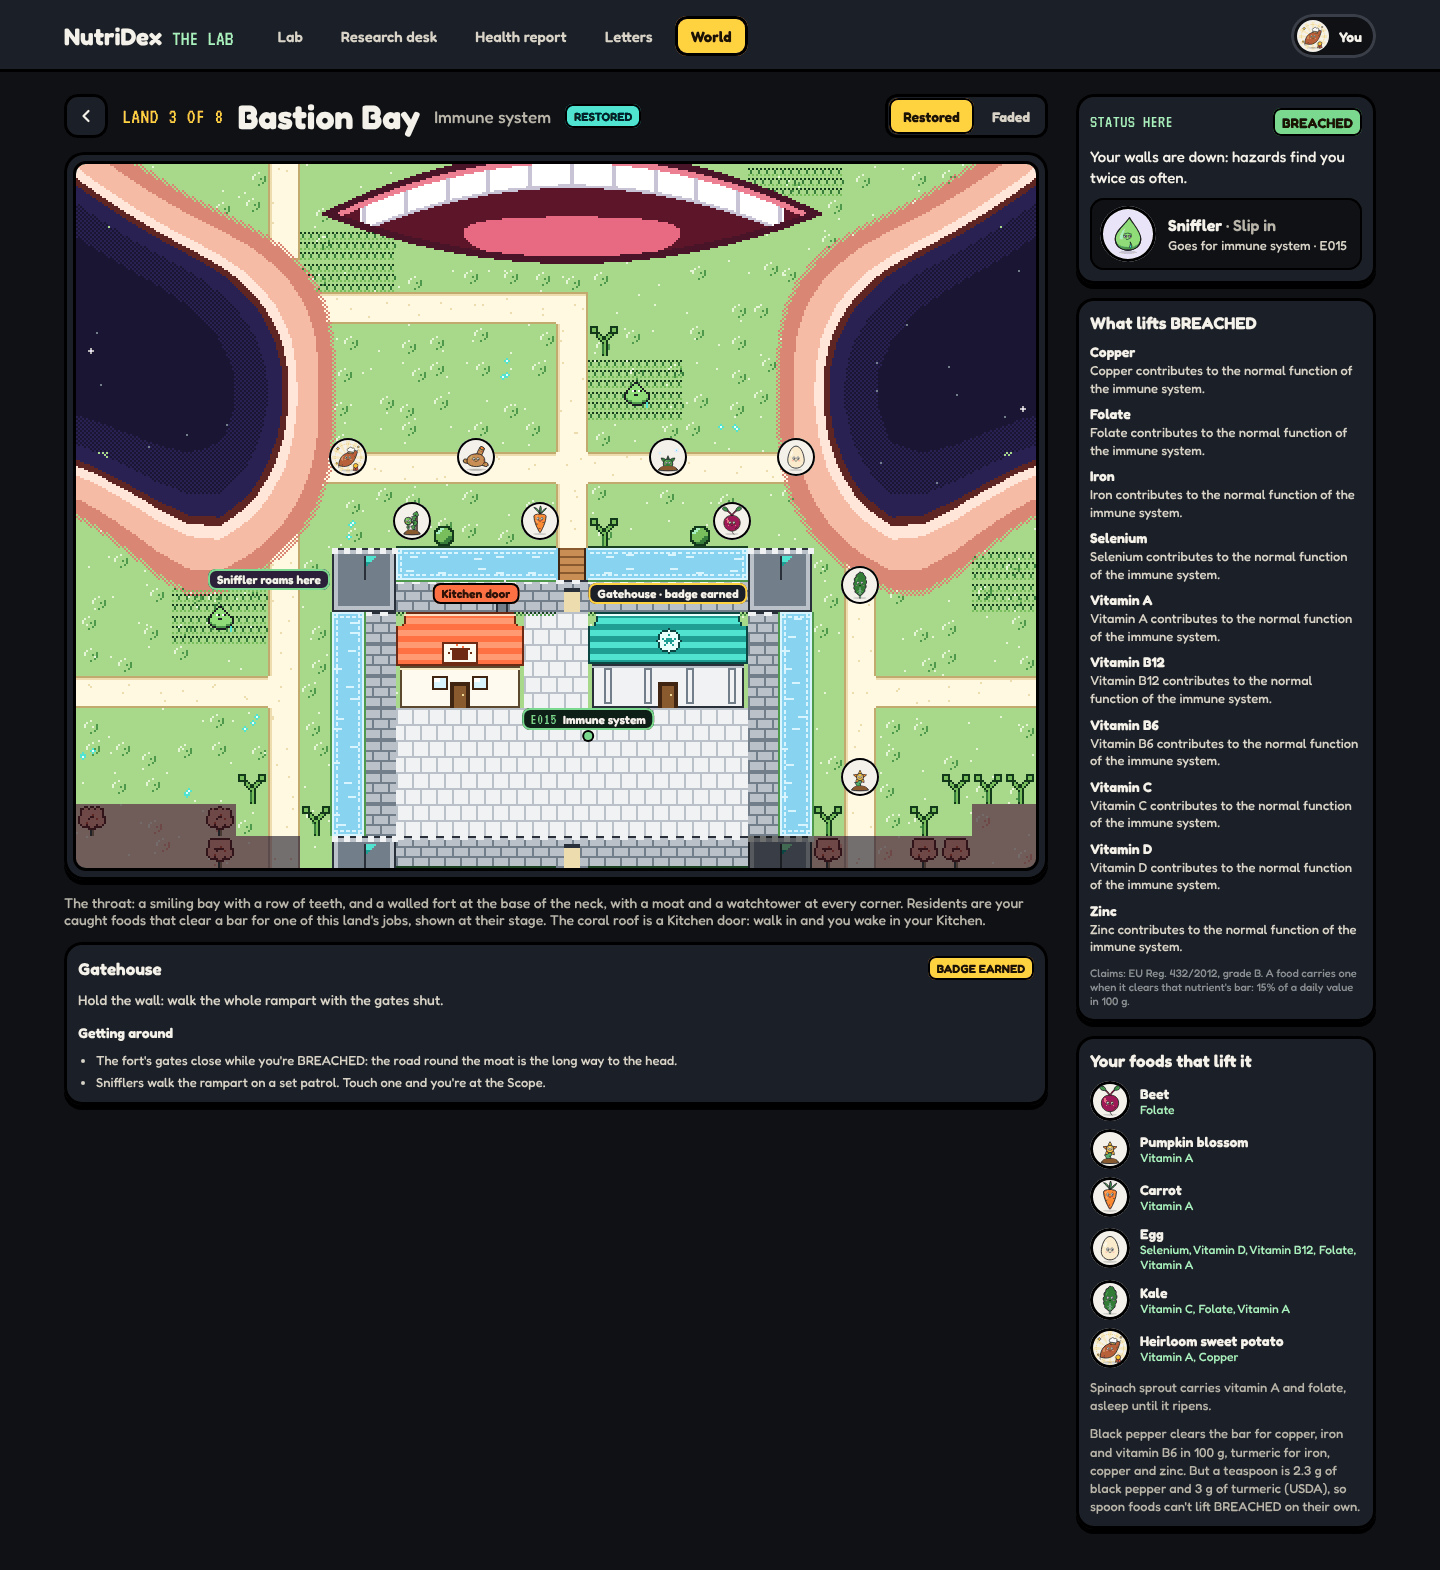 NutriDex THE LAB Lab Research desk Health report Letters World You
LAND 3 OF 8 Bastion Bay Immune system RESTORED Restored Faded
Sniffler roams here
Kitchen door
Gatehouse · badge earned
E015 Immune system
The throat: a smiling bay with a row of teeth, and a walled fort at the base of the neck, with a moat and a watchtower at every corner. Residents are your
caught foods that clear a bar for one of this land's jobs, shown at their stage. The coral roof is a Kitchen door: walk in and you wake in your Kitchen.
Gatehouse BADGE EARNED
Hold the wall: walk the whole rampart with the gates shut.
Getting around
• The fort's gates close while you're BREACHED: the road round the moat is the long way to the head.
• Snifflers walk the rampart on a set patrol. Touch one and you're at the Scope.
STATUS HERE BREACHED
Your walls are down: hazards find you
twice as often.
Sniffler · Slip in
Goes for immune system · E015
What lifts BREACHED
Copper
Copper contributes to the normal function of
the immune system.
Folate
Folate contributes to the normal function of
the immune system.
Iron
Iron contributes to the normal function of the
immune system.
Selenium
Selenium contributes to the normal function
of the immune system.
Vitamin A
Vitamin A contributes to the normal function
of the immune system.
Vitamin B12
Vitamin B12 contributes to the normal
function of the immune system.
Vitamin B6
Vitamin B6 contributes to the normal function
of the immune system.
Vitamin C
Vitamin C contributes to the normal function
of the immune system.
Vitamin D
Vitamin D contributes to the normal function
of the immune system.
Zinc
Zinc contributes to the normal function of the
immune system.
Claims: EU Reg. 432/2012, grade B. A food carries one
when it clears that nutrient's bar: 15% of a daily value
in 100 g.
Your foods that lift it
Beet
Folate
Pumpkin blossom
Vitamin A
Carrot
Vitamin A
Egg
Selenium, Vitamin D, Vitamin B12, Folate,
Vitamin A
Kale
Vitamin C, Folate, Vitamin A
Heirloom sweet potato
Vitamin A, Copper
Spinach sprout carries vitamin A and folate,
asleep until it ripens.
Black pepper clears the bar for copper, iron
and vitamin B6 in 100 g, turmeric for iron,
copper and zinc. But a teaspoon is 2.3 g of
black pepper and 3 g of turmeric (USDA), so
spoon foods can't lift BREACHED on their own.